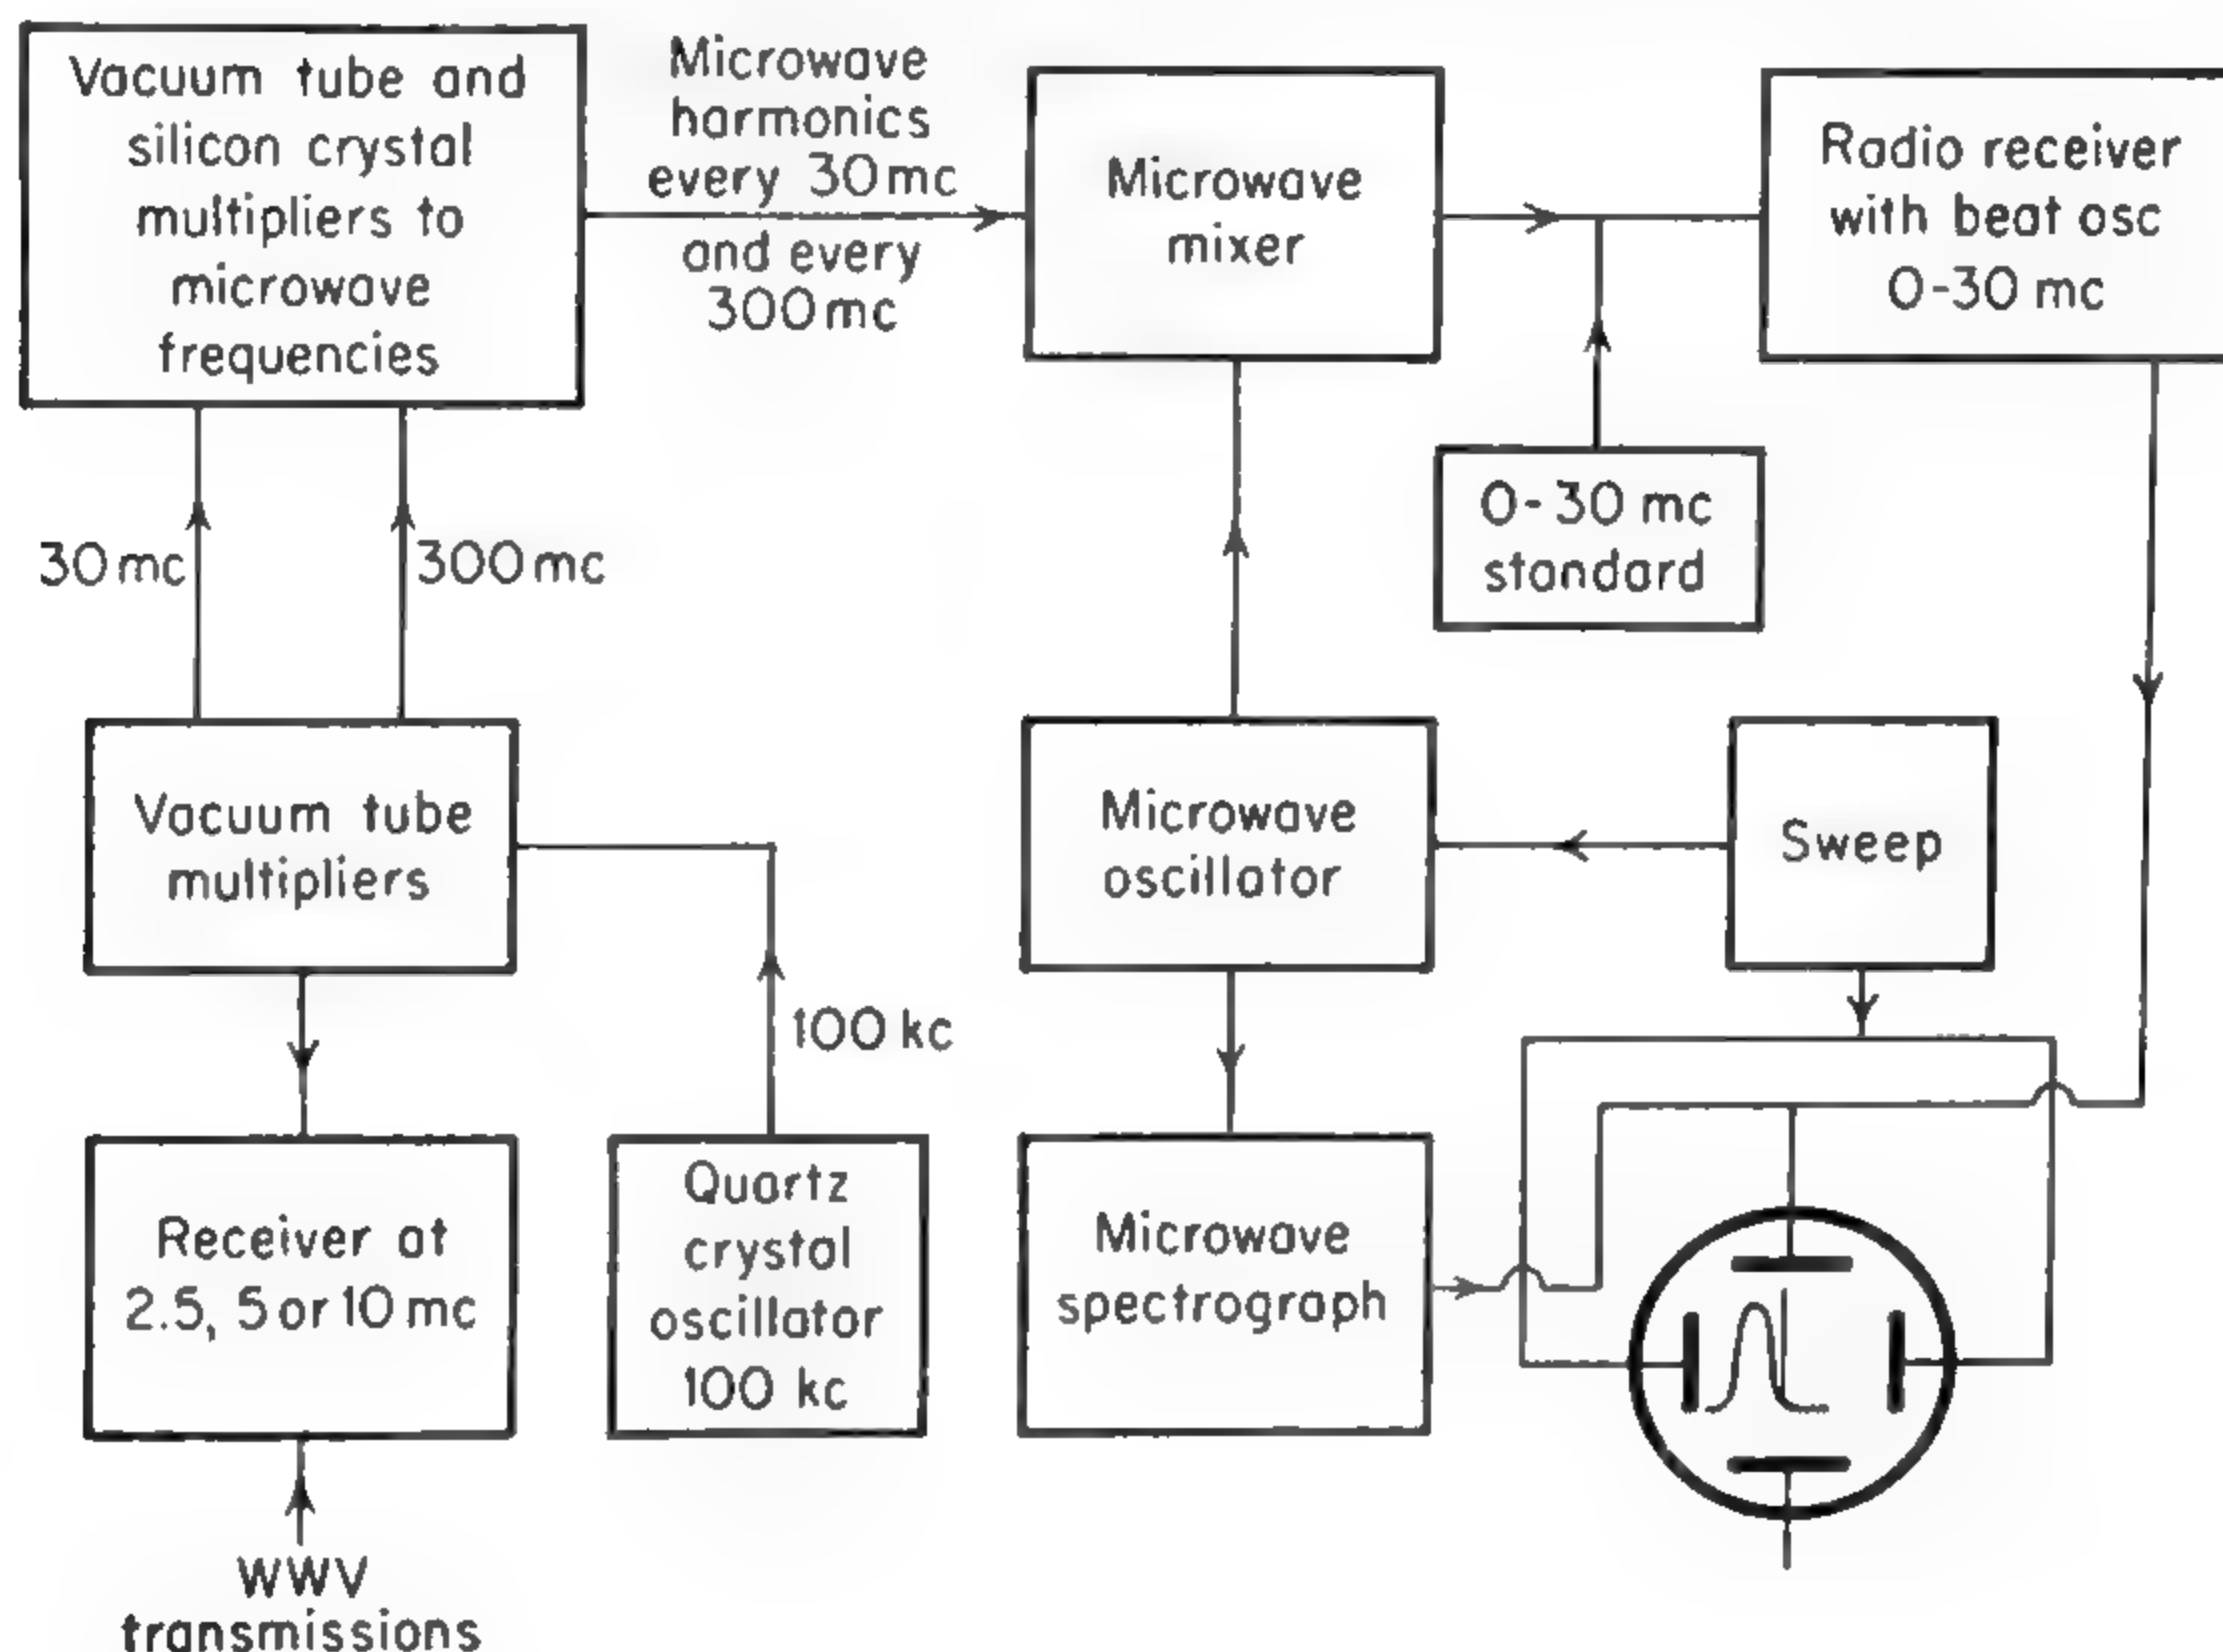 Vacuum tube and
silicon crystal
multipliers to
microwave
frequencies
Microwave
harmonics
every 30 mc
and every
300 mc
Microwave
mixer
Radio receiver
with beat osc
0-30 mc
0-30 mc
standard
30 mc
300 mc
Vacuum tube
multipliers
Microwave
oscillator
Sweep
100 kc
Receiver at
2.5, 5 or 10 mc
Quartz
crystal
oscillator
100 kc
Microwave
spectrograph
WWV
transmissions